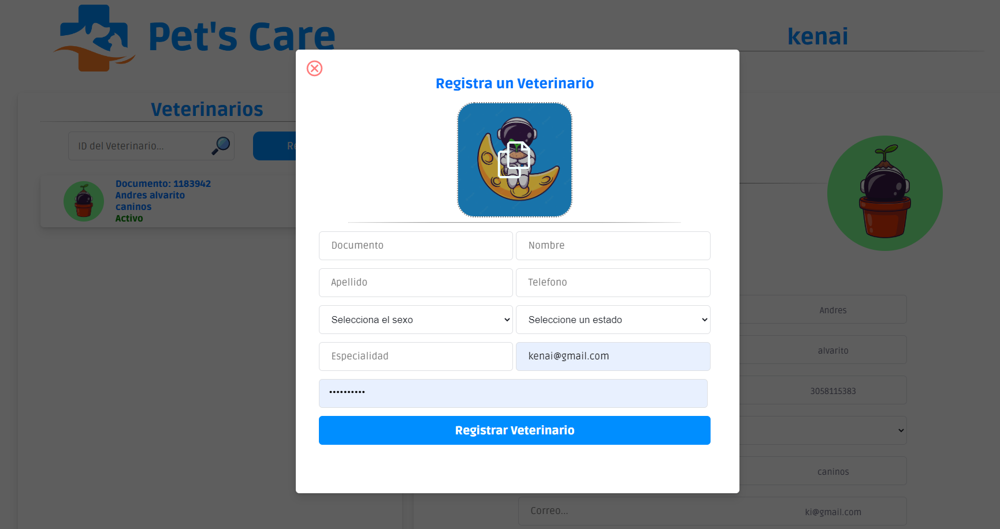 Pet's Care
kenai
Veterinarios
ID del Veterinario...
Documento: 1183942
Andres alvarito
caninos
Activo
Registra un Veterinario
Documento
Nombre
Apellido
Telefono
Selecciona el sexo
Seleccione un estado
Especialidad
kenai@gmail.com
••••••••••
Registrar Veterinario
Andres
alvarito
3058115383
caninos
Correo...
ki@gmail.com